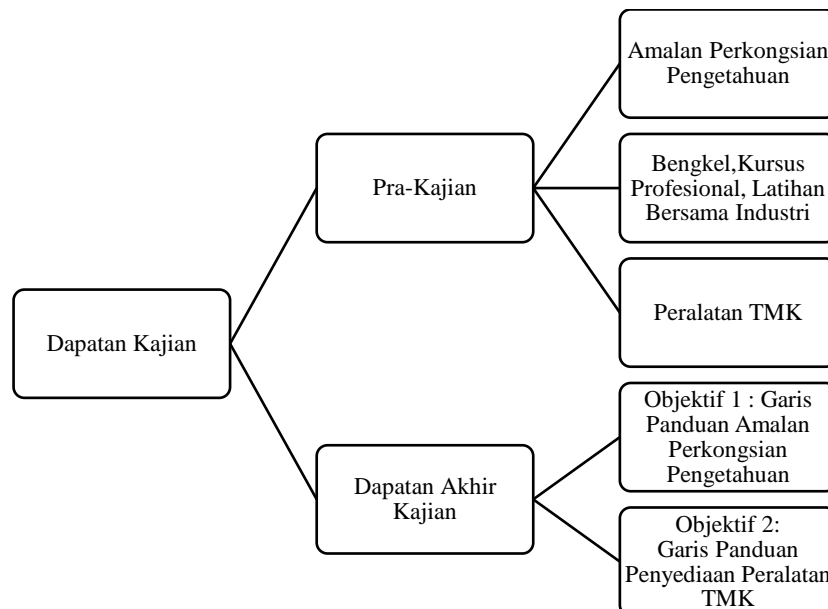 Dapatan Kajian
Pra-Kajian
Amalan Perkongsian
Pengetahuan
Bengkel,Kursus
Profesional, Latihan
Bersama Industri
Peralatan TMK
Dapatan Akhir
Kajian
Objektif 1 : Garis
Panduan Amalan
Perkongsian
Pengetahuan
Objektif 2:
Garis Panduan
Penyediaan Peralatan
TMK